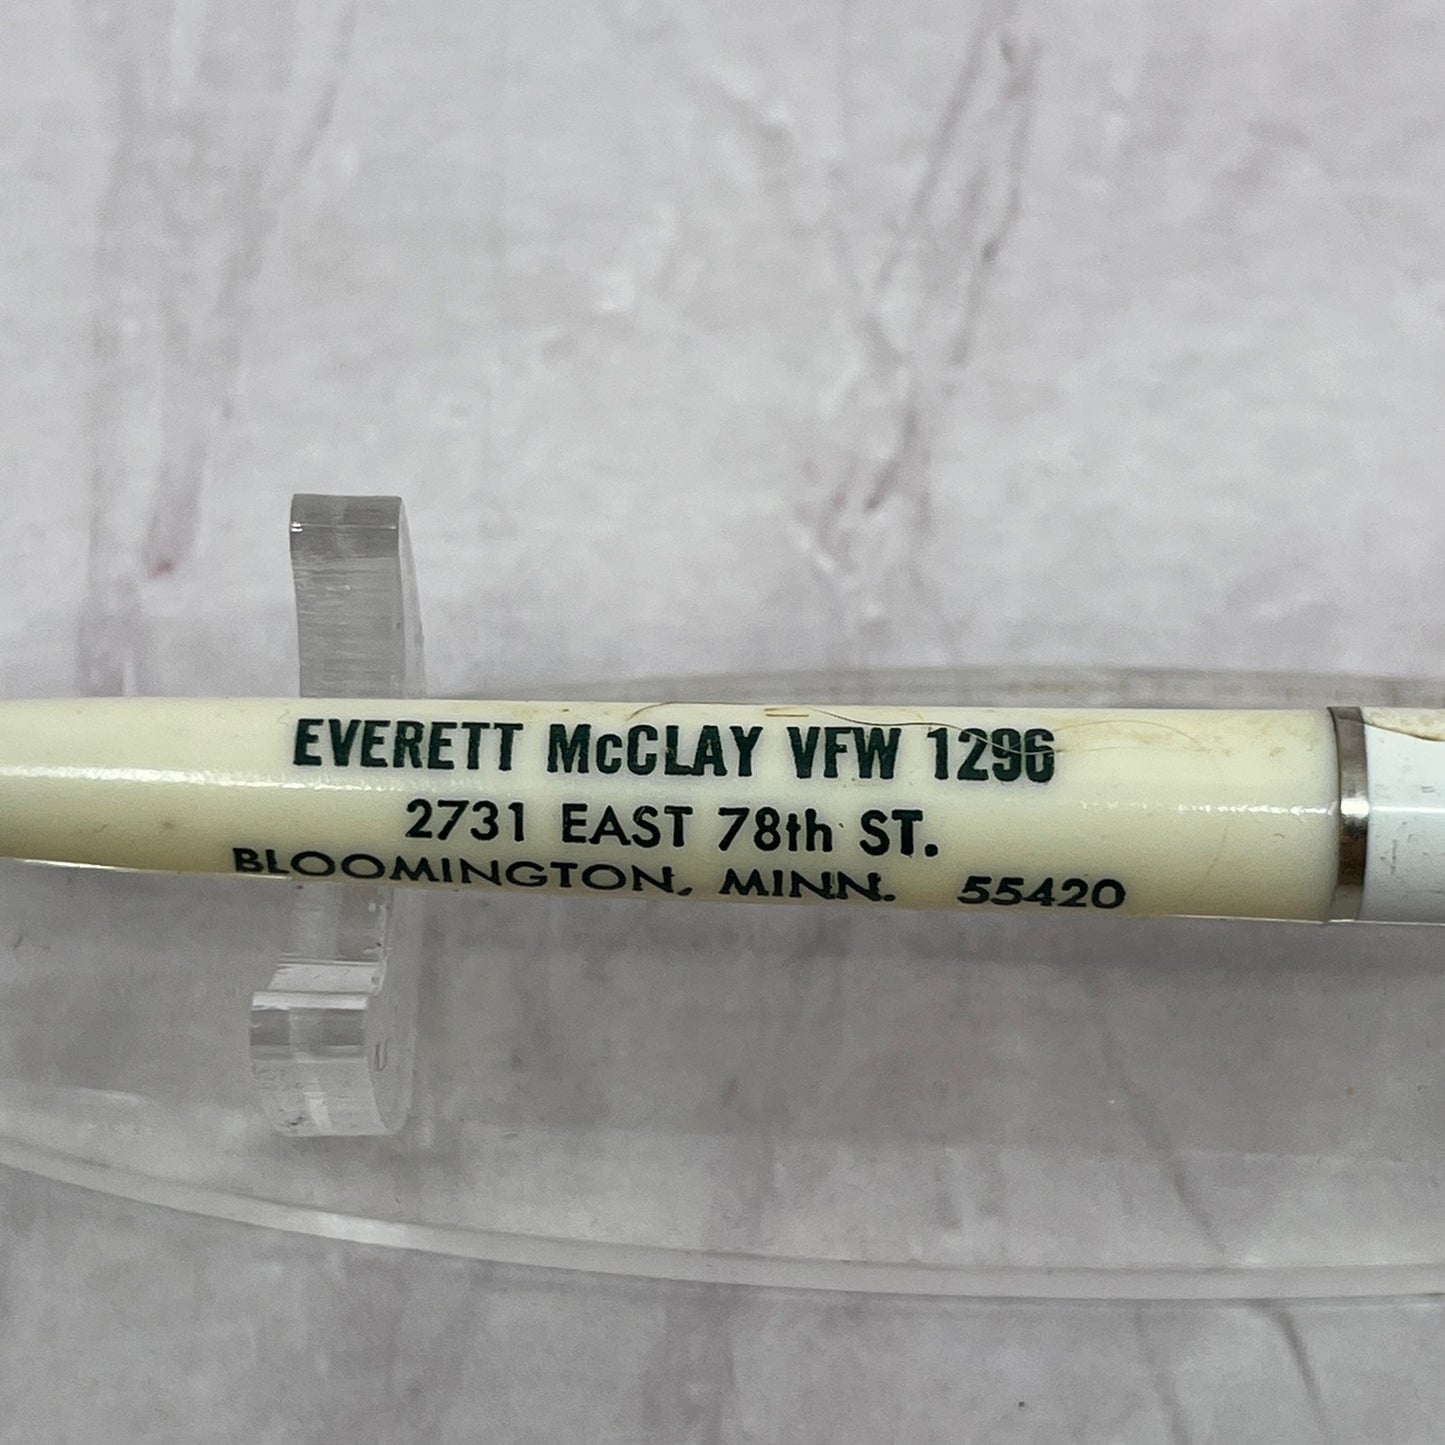 EVERETT McCLAY VFW 1296
2731 EAST 78th ST.
BLOOMINGTON, MINN. 55420